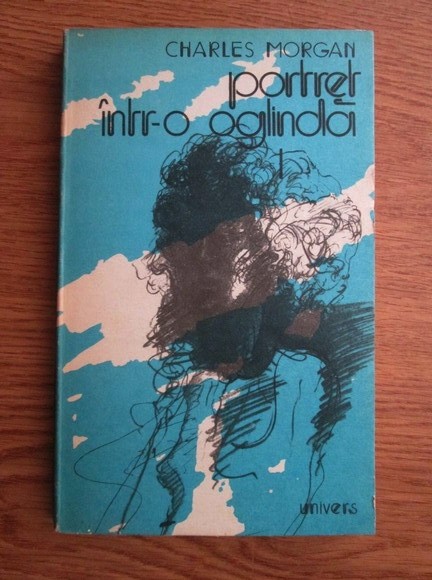 CHARLES MORGAN
portret
într-o oglindă
univers